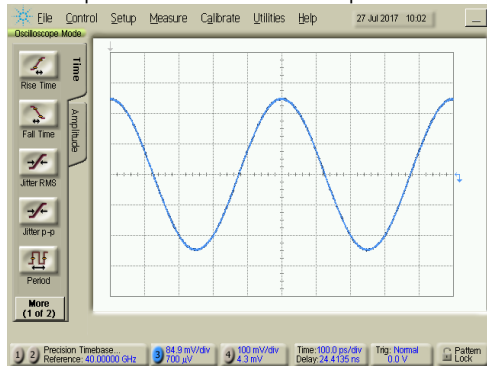 File Control Setup Measure Calibrate Utilities Help 27 Jul 2017 10:02
Oscilloscope Mode
Time
Amplitude
Rise Time
Fall Time
Jitter RMS
Jitter p-p
Period
More
(1 of 2)
1 2 Precision Timebase... 3 84.9 mV/div 4 100 mV/div Time:100.0 ps/div Trig: Normal Pattern
Reference: 40.00000 GHz 700 µV 4.3 mV Delay:24.4135 ns 0.0 V Lock